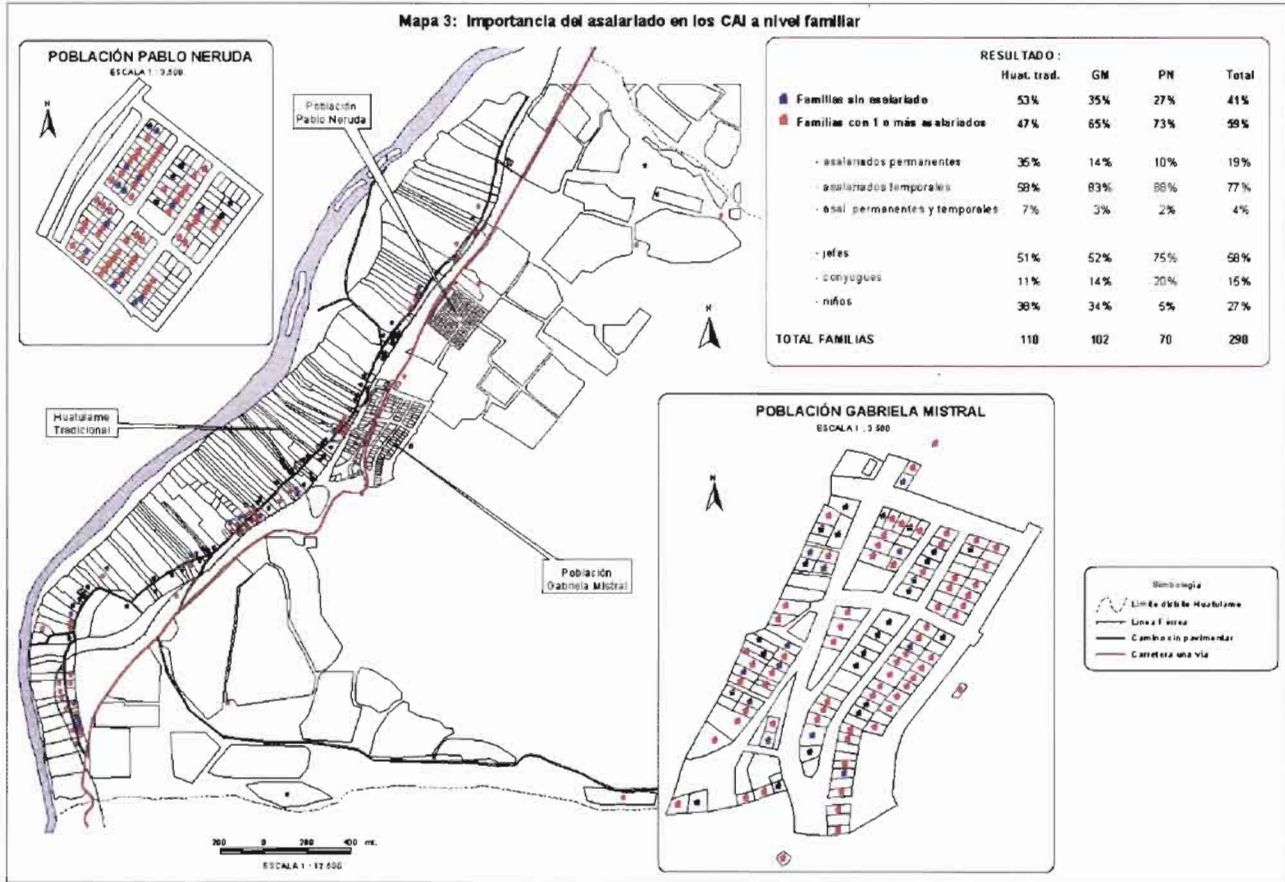 Mapa 3: Importancia del asalariado en los CAI a nivel familiar
POBLACIÓN PABLO NERUDA
ESCALA 1 : 3.500
N
Población
Pablo Neruda
RESULTADO :
Huat. trad. GM PN Total
Familias sin asalariado 53% 35% 27% 41%
Familias con 1 o más asalariados 47% 65% 73% 59%
- asalariados permanentes 35% 14% 10% 19%
- asalariados temporales 58% 83% 88% 77%
- asal. permanentes y temporales 7% 3% 2% 4%
- jefes 51% 52% 75% 58%
- conyugues 11% 14% 20% 15%
- niños 38% 34% 5% 27%
TOTAL FAMILIAS 118 102 70 290
N
Huatulame
Tradicional
Población
Gabriela Mistral
POBLACIÓN GABRIELA MISTRAL
ESCALA 1 : 3 500
N
Simbología
Limite distrito Huatulame
Linea Férrea
Camino sin pavimentar
Carretera una vía
200 0 200 400 mt.
ESCALA 1 : 12 500